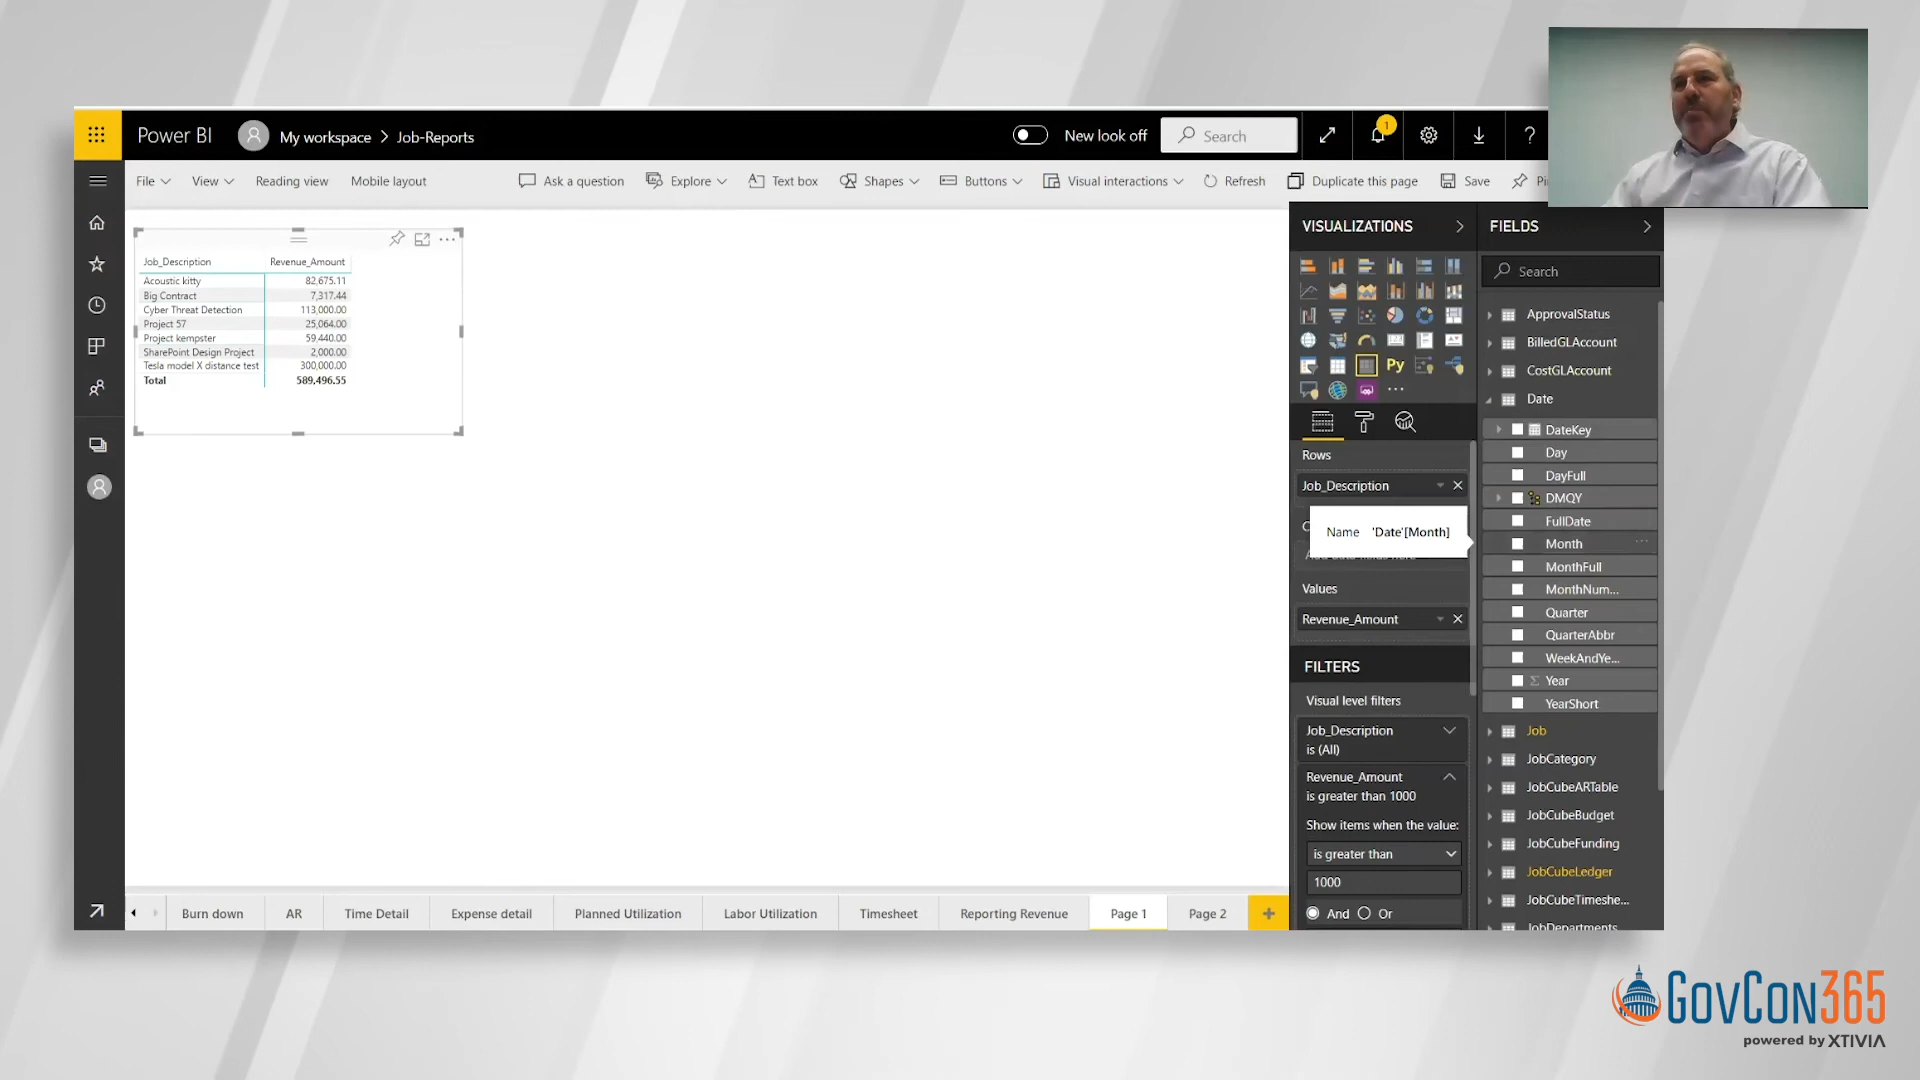 Power BI
My workspace > Job-Reports
New look off
Search
1
?
File
View
Reading view
Mobile layout
Ask a question
Explore
Text box
Shapes
Buttons
Visual interactions
Refresh
Duplicate this page
Save
Job_Description Revenue_Amount
Acoustic kitty 82,675.11
Big Contract 7,317.44
Cyber Threat Detection 113,000.00
Project 57 25,064.00
Project kempster 59,440.00
SharePoint Design Project 2,000.00
Tesla model X distance test 300,000.00
Total 589,496.55
VISUALIZATIONS
Py
Rows
Job_Description
Name 'Date'[Month]
Values
Revenue_Amount
FILTERS
Visual level filters
Job_Description
is (All)
Revenue_Amount
is greater than 1000
Show items when the value:
is greater than
1000
And Or
FIELDS
Search
ApprovalStatus
BilledGLAccount
CostGLAccount
Date
DateKey
Day
DayFull
DMQY
FullDate
Month
MonthFull
MonthNum...
Quarter
QuarterAbbr
WeekAndYe...
Σ Year
YearShort
Job
JobCategory
JobCubeARTable
JobCubeBudget
JobCubeFunding
JobCubeLedger
JobCubeTimeshe...
JobDepartments
Burn down
AR
Time Detail
Expense detail
Planned Utilization
Labor Utilization
Timesheet
Reporting Revenue
Page 1
Page 2
+
GOVCON365
powered by XTIVIA